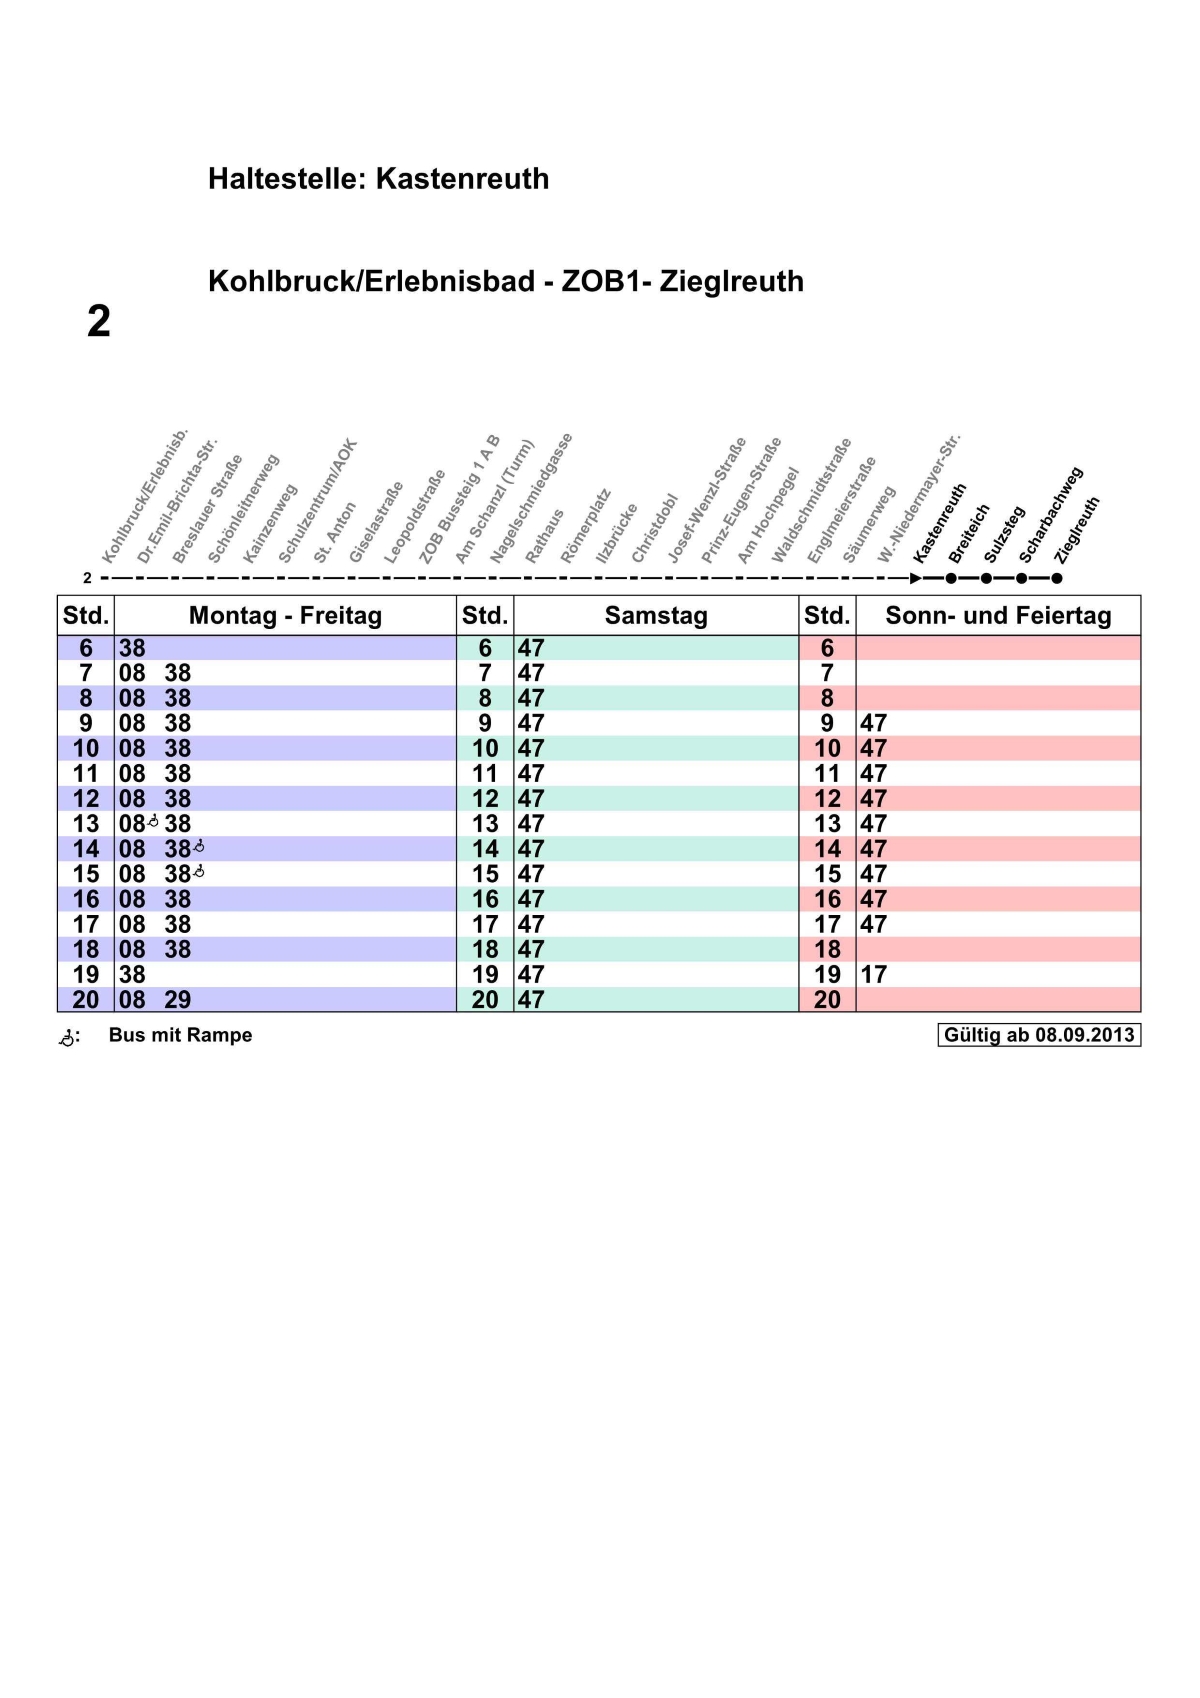 Haltestelle: Kastenreuth
Kohlbruck/Erlebnisbad - ZOB1- Zieglreuth
2
Kohlbruck/Erlebnisb.
Dr.Emil-Brichta-Str.
Breslauer Straße
Schönleitnerweg
Kainzenweg
Schulzentrum/AOK
St. Anton
Giselastraße
Leopoldstraße
ZOB Bussteig 1 A B
Am Schanzl (Turm)
Nagelschmiedgasse
Rathaus
Römerplatz
Ilzbrücke
Christdobl
Josef-Wenzl-Straße
Prinz-Eugen-Straße
Am Hochpegel
Waldschmidtstraße
Englmeierstraße
Säumerweg
W.-Niedermayer-Str.
Kastenreuth
Breiteich
Sulzsteg
Scharbachweg
Zieglreuth
2
Std. Montag - Freitag Std. Samstag Std. Sonn- und Feiertag
6 38 6 47 6
7 08 38 7 47 7
8 08 38 8 47 8
9 08 38 9 47 9 47
10 08 38 10 47 10 47
11 08 38 11 47 11 47
12 08 38 12 47 12 47
13 08 38 13 47 13 47
14 08 38 14 47 14 47
15 08 38 15 47 15 47
16 08 38 16 47 16 47
17 08 38 17 47 17 47
18 08 38 18 47 18
19 38 19 47 19 17
20 08 29 20 47 20
: Bus mit Rampe Gültig ab 08.09.2013